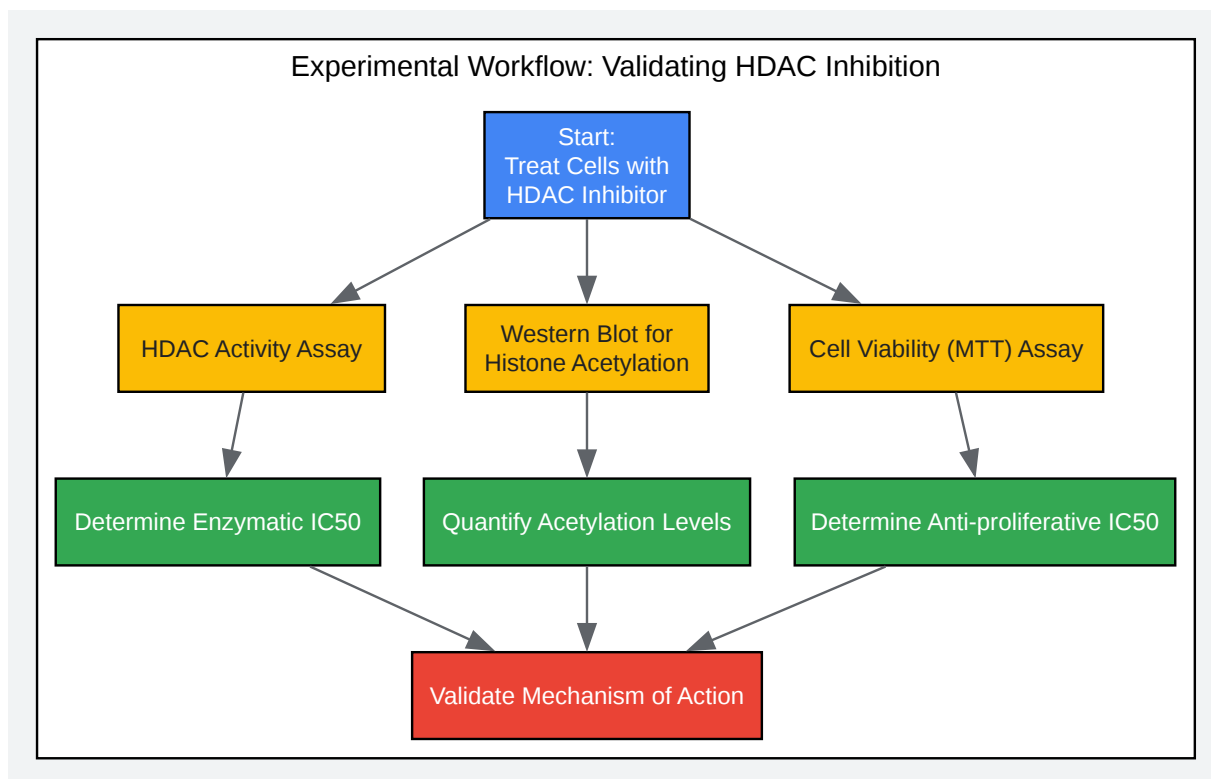 Experimental Workflow: Validating HDAC Inhibition
Start:
Treat Cells with
HDAC Inhibitor
HDAC Activity Assay
Western Blot for
Histone Acetylation
Cell Viability (MTT) Assay
Determine Enzymatic IC50
Quantify Acetylation Levels
Determine Anti-proliferative IC50
Validate Mechanism of Action